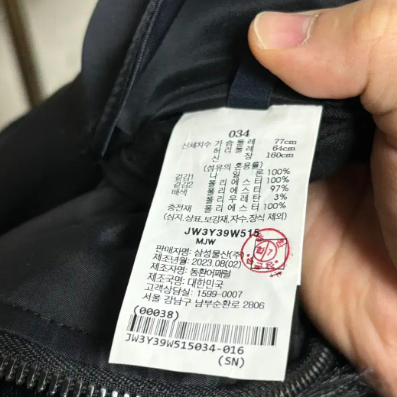 034
신체치수 가슴둘레 77cm
허리둘레 64cm
신 장 160cm
(섬유의 혼용률)
겉감1 나일론 100%
겉감2 폴리에스터 100%
배색 폴리에스터 97%
폴리우레탄 3%
충전재 폴리에스터 100%
(심지,상표,보강재,자수,장식 제외)
JW3Y39W515
MJW
판매자명: 삼성물산(주)
제조년월: 2023.08(02)
제조자명: 동환어패럴
제조국명: 대한민국
고객상담실: 1599-0007
서울 강남구 남부순환로 2806
(00038)
JW3Y39W515034-016
(SN)